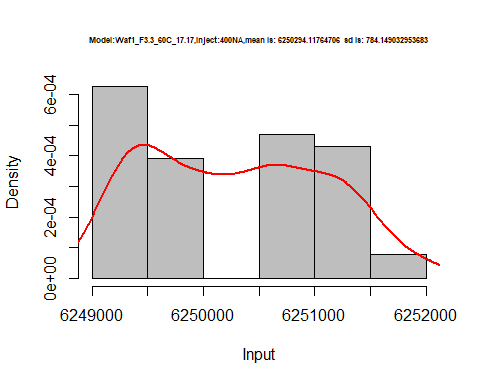 Model:Waf1_F3.3_60C_17.17,Inject:400NA,mean is: 6250294.11764706 sd is: 784.149032953683
Density
6e-04
4e-04
2e-04
0e+00
6249000 6250000 6251000 6252000
Input